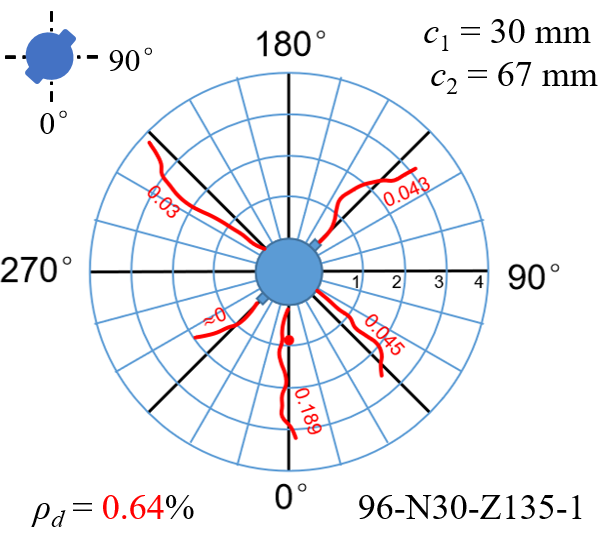 90°
0°
180°
c₁ = 30 mm
c₂ = 67 mm
0.03
0.043
270°
1 2 3 4
90°
≈0
0.045
0.189
0°
ρd = 0.64%
96-N30-Z135-1